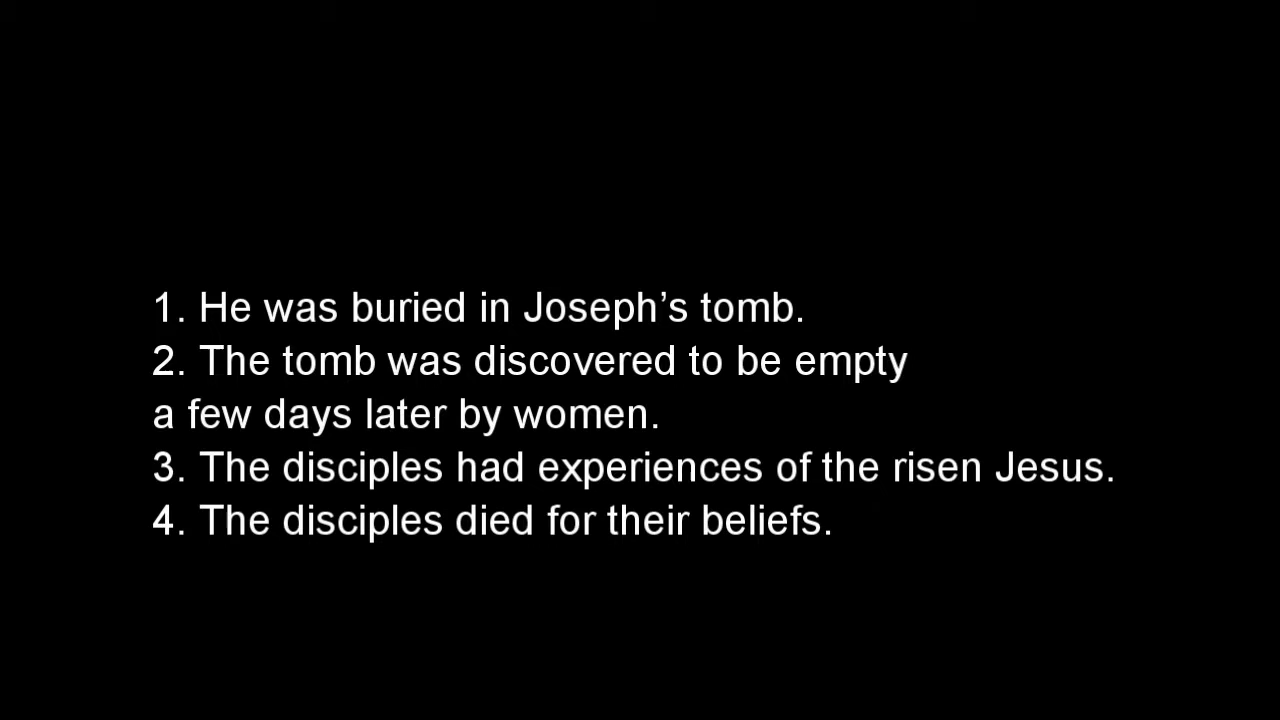 1. He was buried in Joseph’s tomb.
2. The tomb was discovered to be empty
a few days later by women.
3. The disciples had experiences of the risen Jesus.
4. The disciples died for their beliefs.